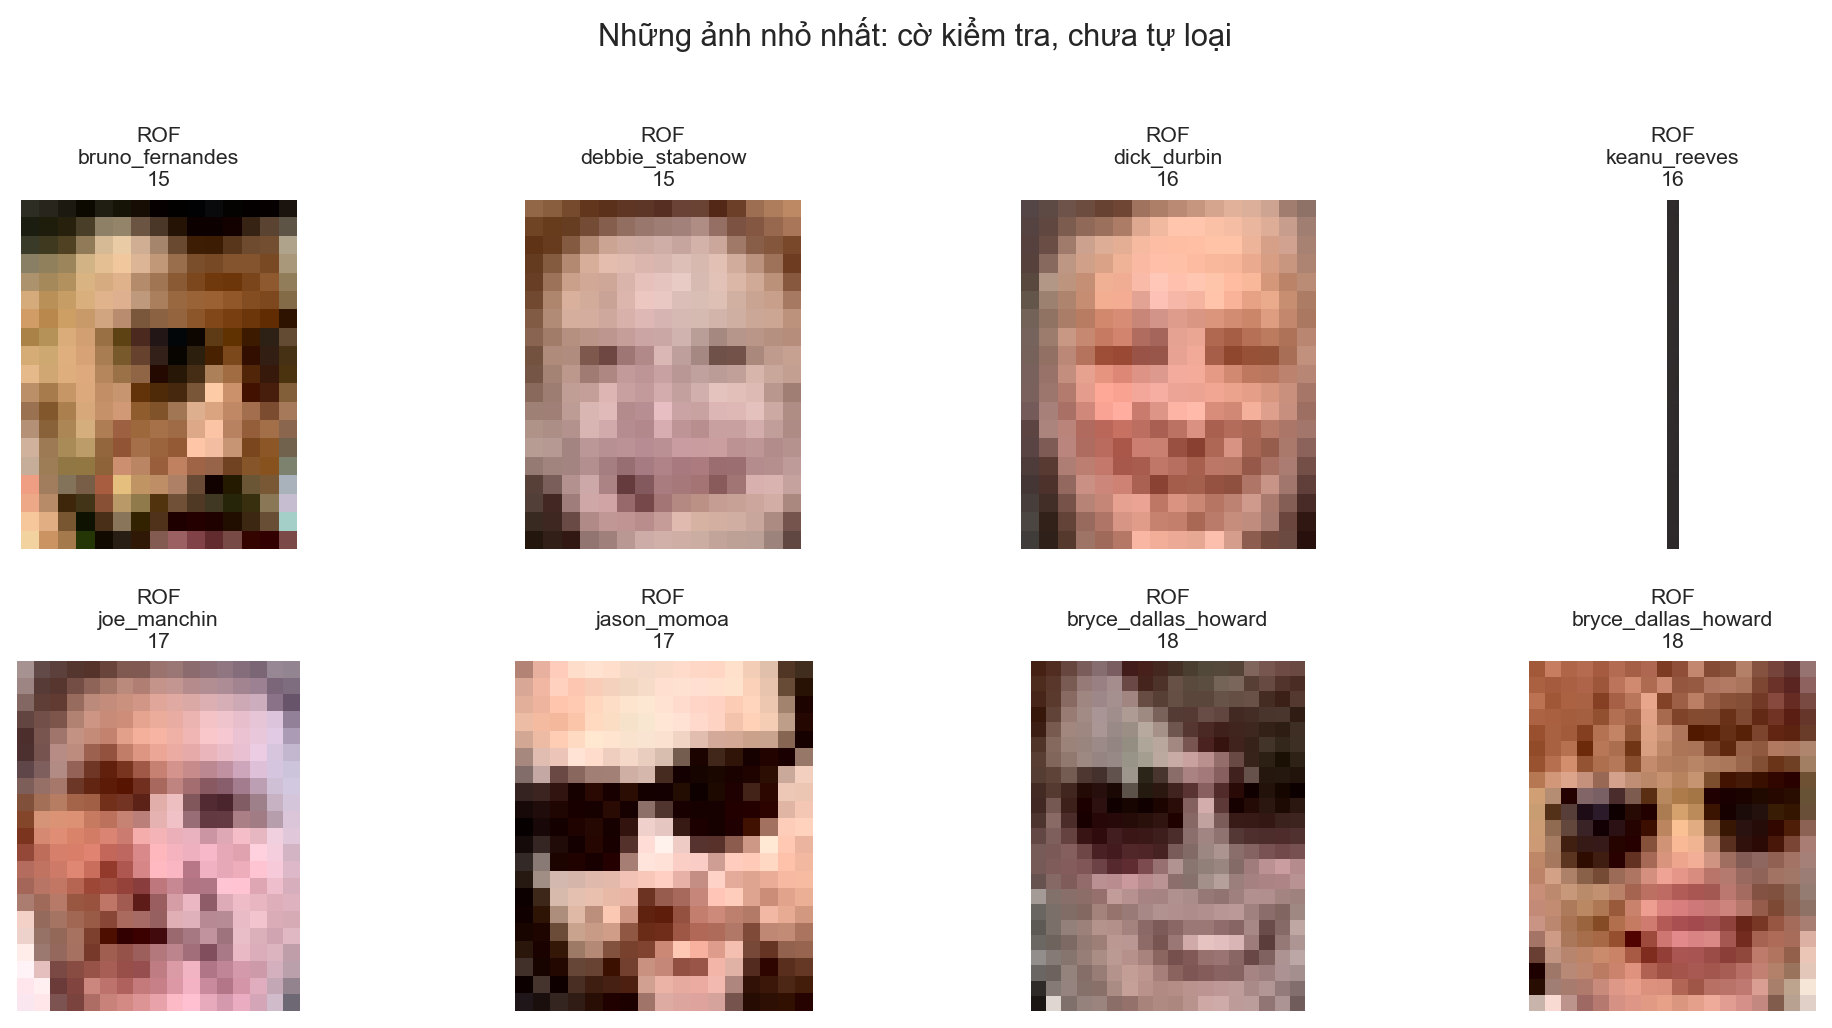 Những ảnh nhỏ nhất: cờ kiểm tra, chưa tự loại
ROF
bruno_fernandes
15
ROF
debbie_stabenow
15
ROF
dick_durbin
16
ROF
keanu_reeves
16
ROF
joe_manchin
17
ROF
jason_momoa
17
ROF
bryce_dallas_howard
18
ROF
bryce_dallas_howard
18